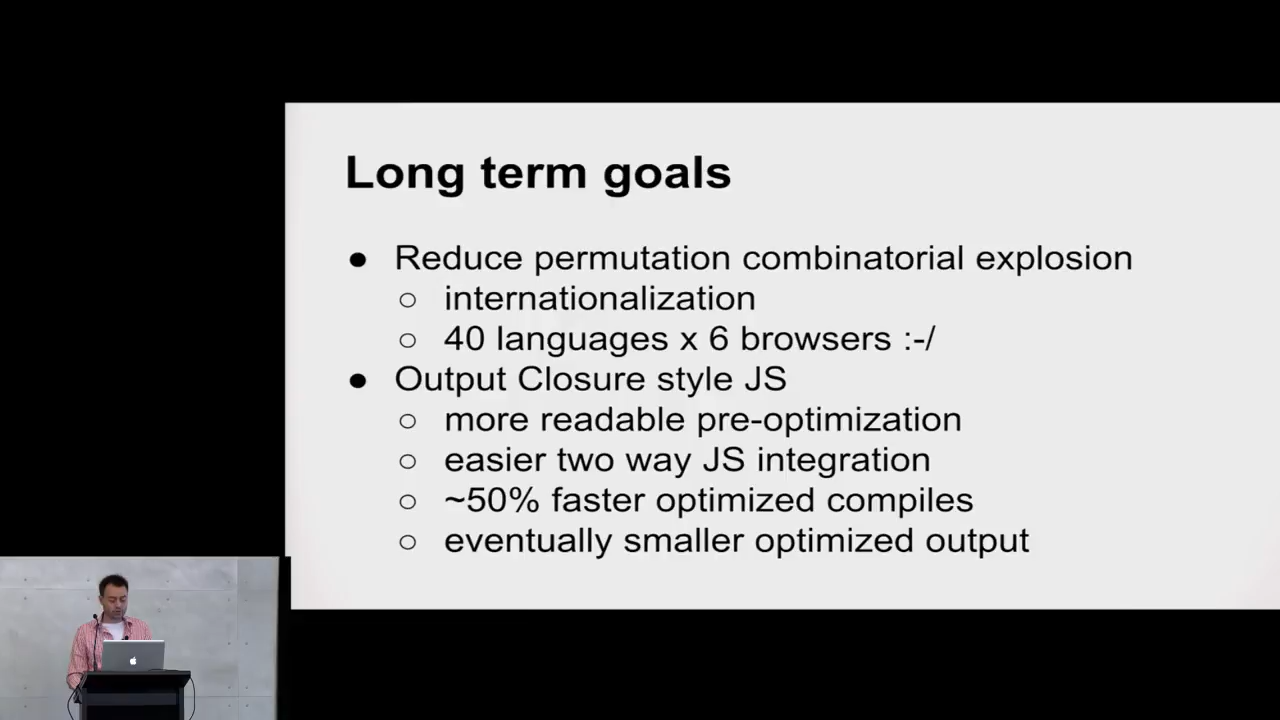 Long term goals
● Reduce permutation combinatorial explosion
○ internationalization
○ 40 languages x 6 browsers :-/
● Output Closure style JS
○ more readable pre-optimization
○ easier two way JS integration
○ ~50% faster optimized compiles
○ eventually smaller optimized output